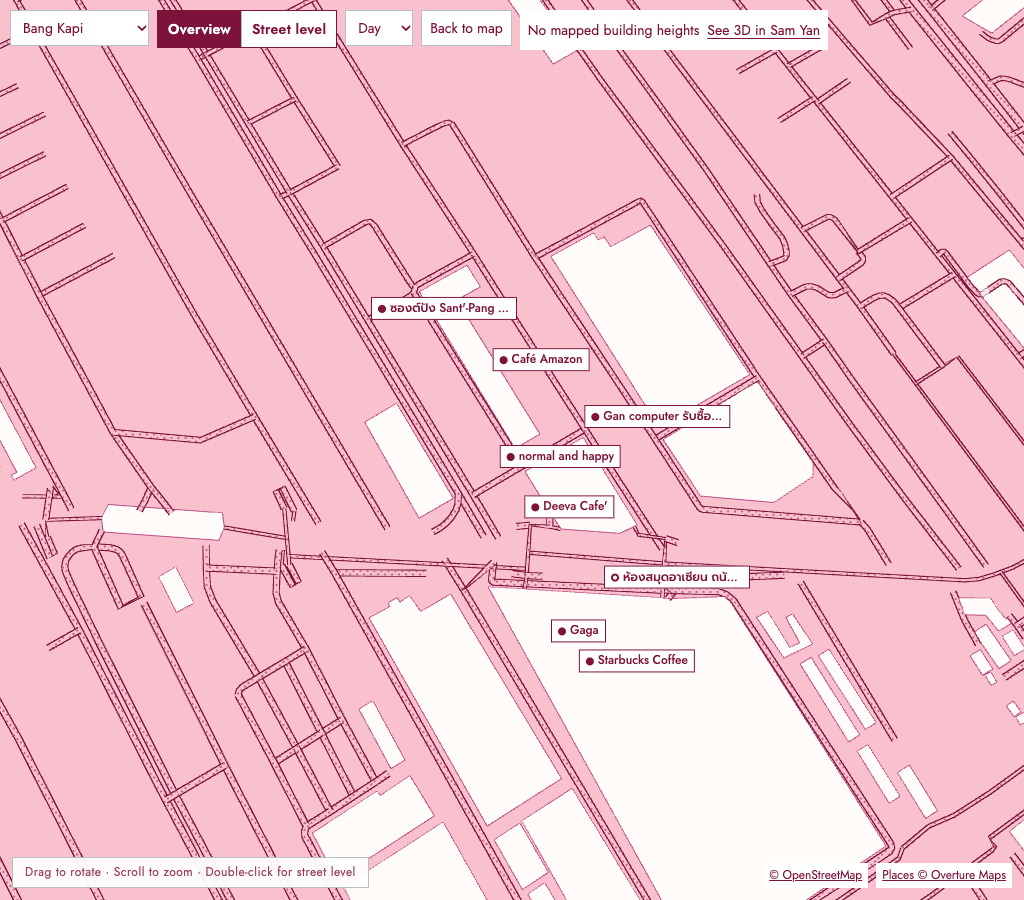 Bang Kapi
Overview
Street level
Day
Back to map
No mapped building heights See 3D in Sam Yan
ซองต์ปัง Sant'-Pang ...
Café Amazon
Gan computer รับซื้อ...
normal and happy
Deeva Cafe'
ห้องสมุดอาเซียน ถนั...
Gaga
Starbucks Coffee
Drag to rotate · Scroll to zoom · Double-click for street level
© OpenStreetMap
Places © Overture Maps